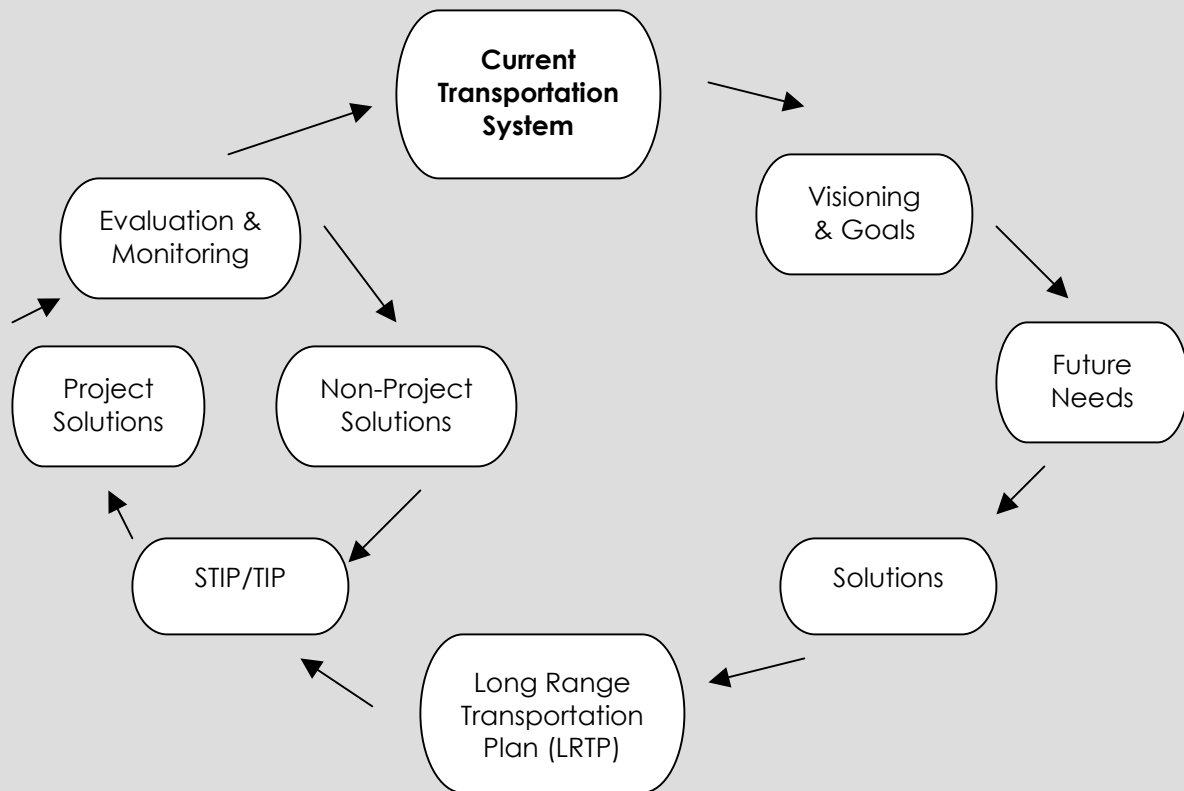 Current
Transportation
System
Visioning
& Goals
Future
Needs
Solutions
Long Range
Transportation
Plan (LRTP)
STIP/TIP
Project
Solutions
Evaluation &
Monitoring
Non-Project
Solutions